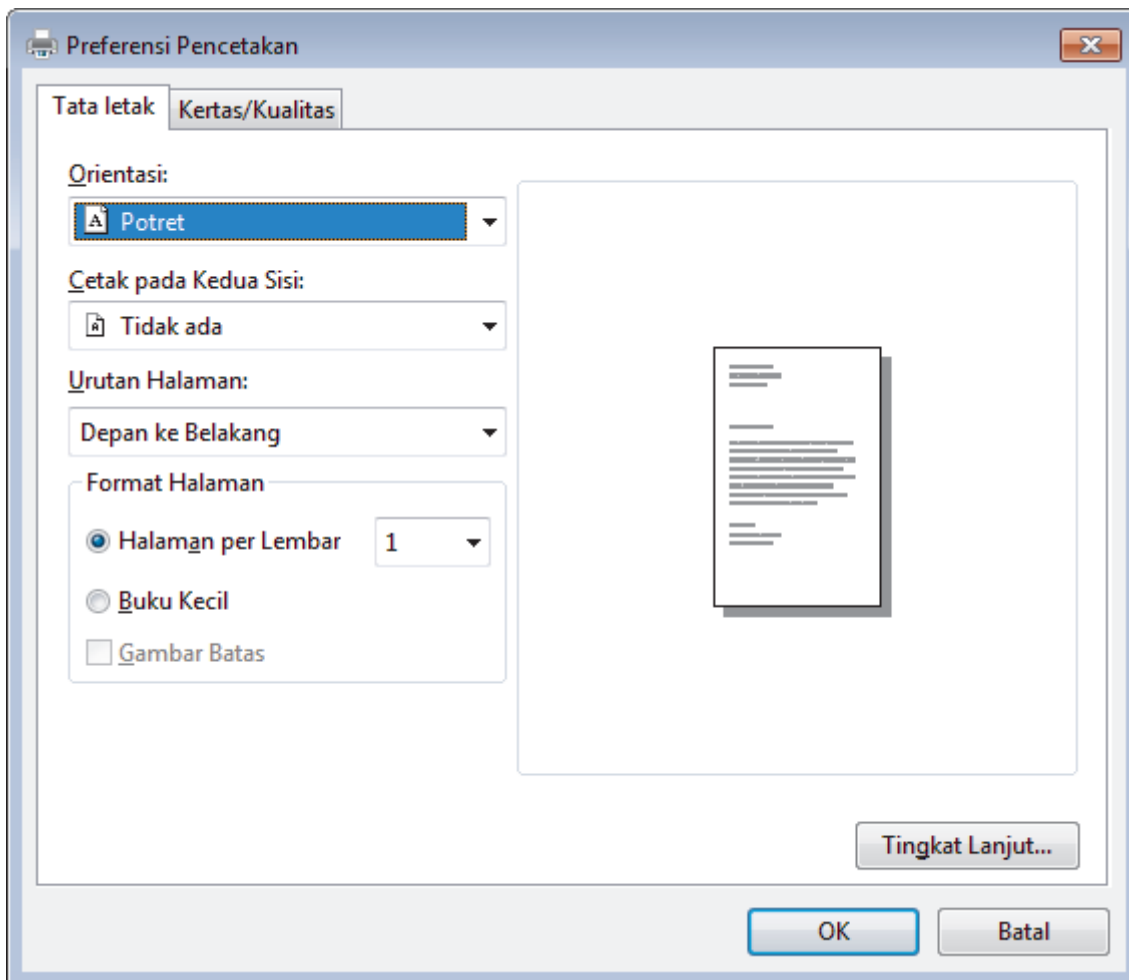 Preferensi Pencetakan
Tata letak
Kertas/Kualitas
Orientasi:
A Potret
Cetak pada Kedua Sisi:
A Tidak ada
Urutan Halaman:
Depan ke Belakang
Format Halaman
Halaman per Lembar 1
Buku Kecil
Gambar Batas
Tingkat Lanjut...
OK
Batal